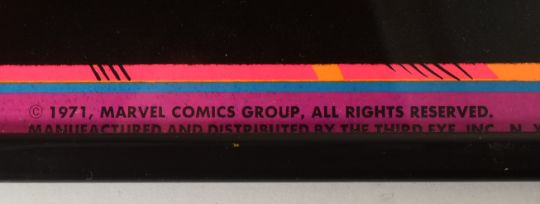 © 1971, MARVEL COMICS GROUP, ALL RIGHTS RESERVED.
MANUFACTURED AND DISTRIBUTED BY THE THIRD EYE, INC. N. Y